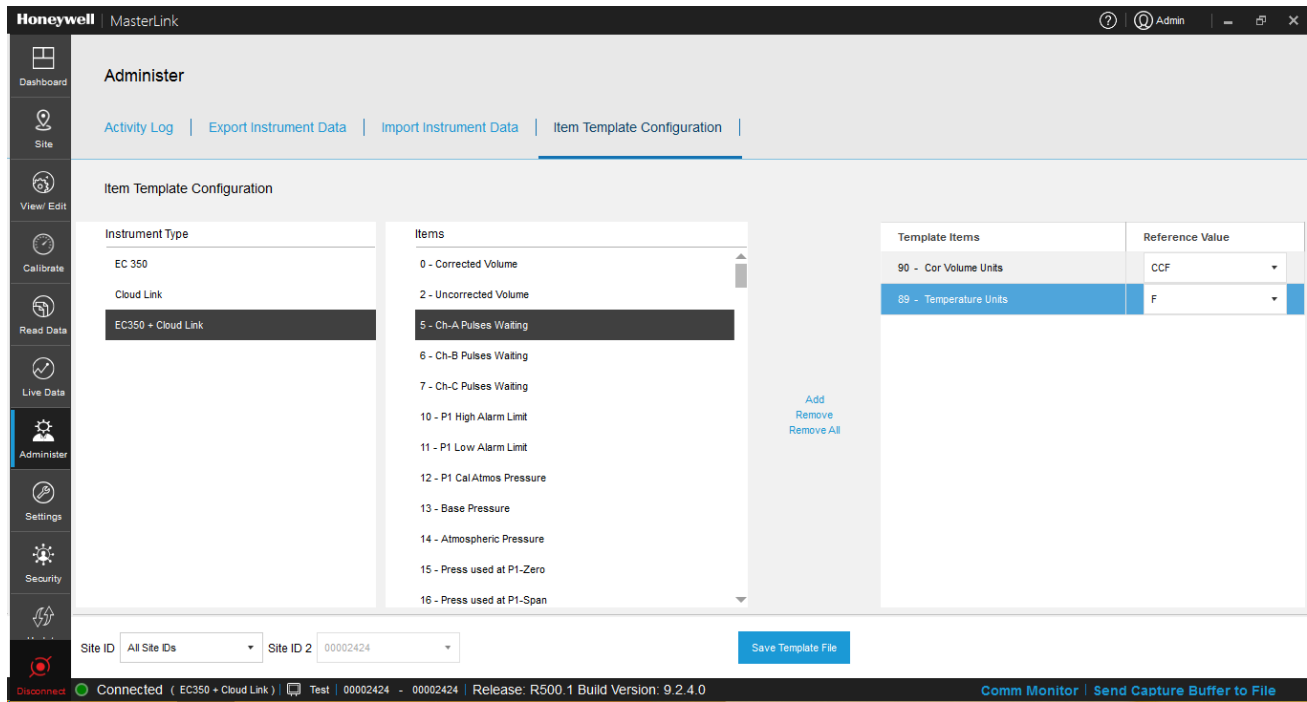 Honeywell | MasterLink
Admin
Dashboard
Site
View/ Edit
Calibrate
Read Data
Live Data
Administer
Settings
Security
Disconnect
Administer
Activity Log | Export Instrument Data | Import Instrument Data | Item Template Configuration |
Item Template Configuration
Instrument Type
EC 350
Cloud Link
EC350 + Cloud Link
Items
0 - Corrected Volume
2 - Uncorrected Volume
5 - Ch-A Pulses Waiting
6 - Ch-B Pulses Waiting
7 - Ch-C Pulses Waiting
10 - P1 High Alarm Limit
11 - P1 Low Alarm Limit
12 - P1 Cal Atmos Pressure
13 - Base Pressure
14 - Atmospheric Pressure
15 - Press used at P1-Zero
16 - Press used at P1-Span
Add
Remove
Remove All
Template Items Reference Value
90 - Cor Volume Units CCF
89 - Temperature Units F
Site ID All Site IDs Site ID 2 00002424
Save Template File
Connected ( EC350 + Cloud Link ) | Test | 00002424 - 00002424 | Release: R500.1 Build Version: 9.2.4.0
Comm Monitor | Send Capture Buffer to File